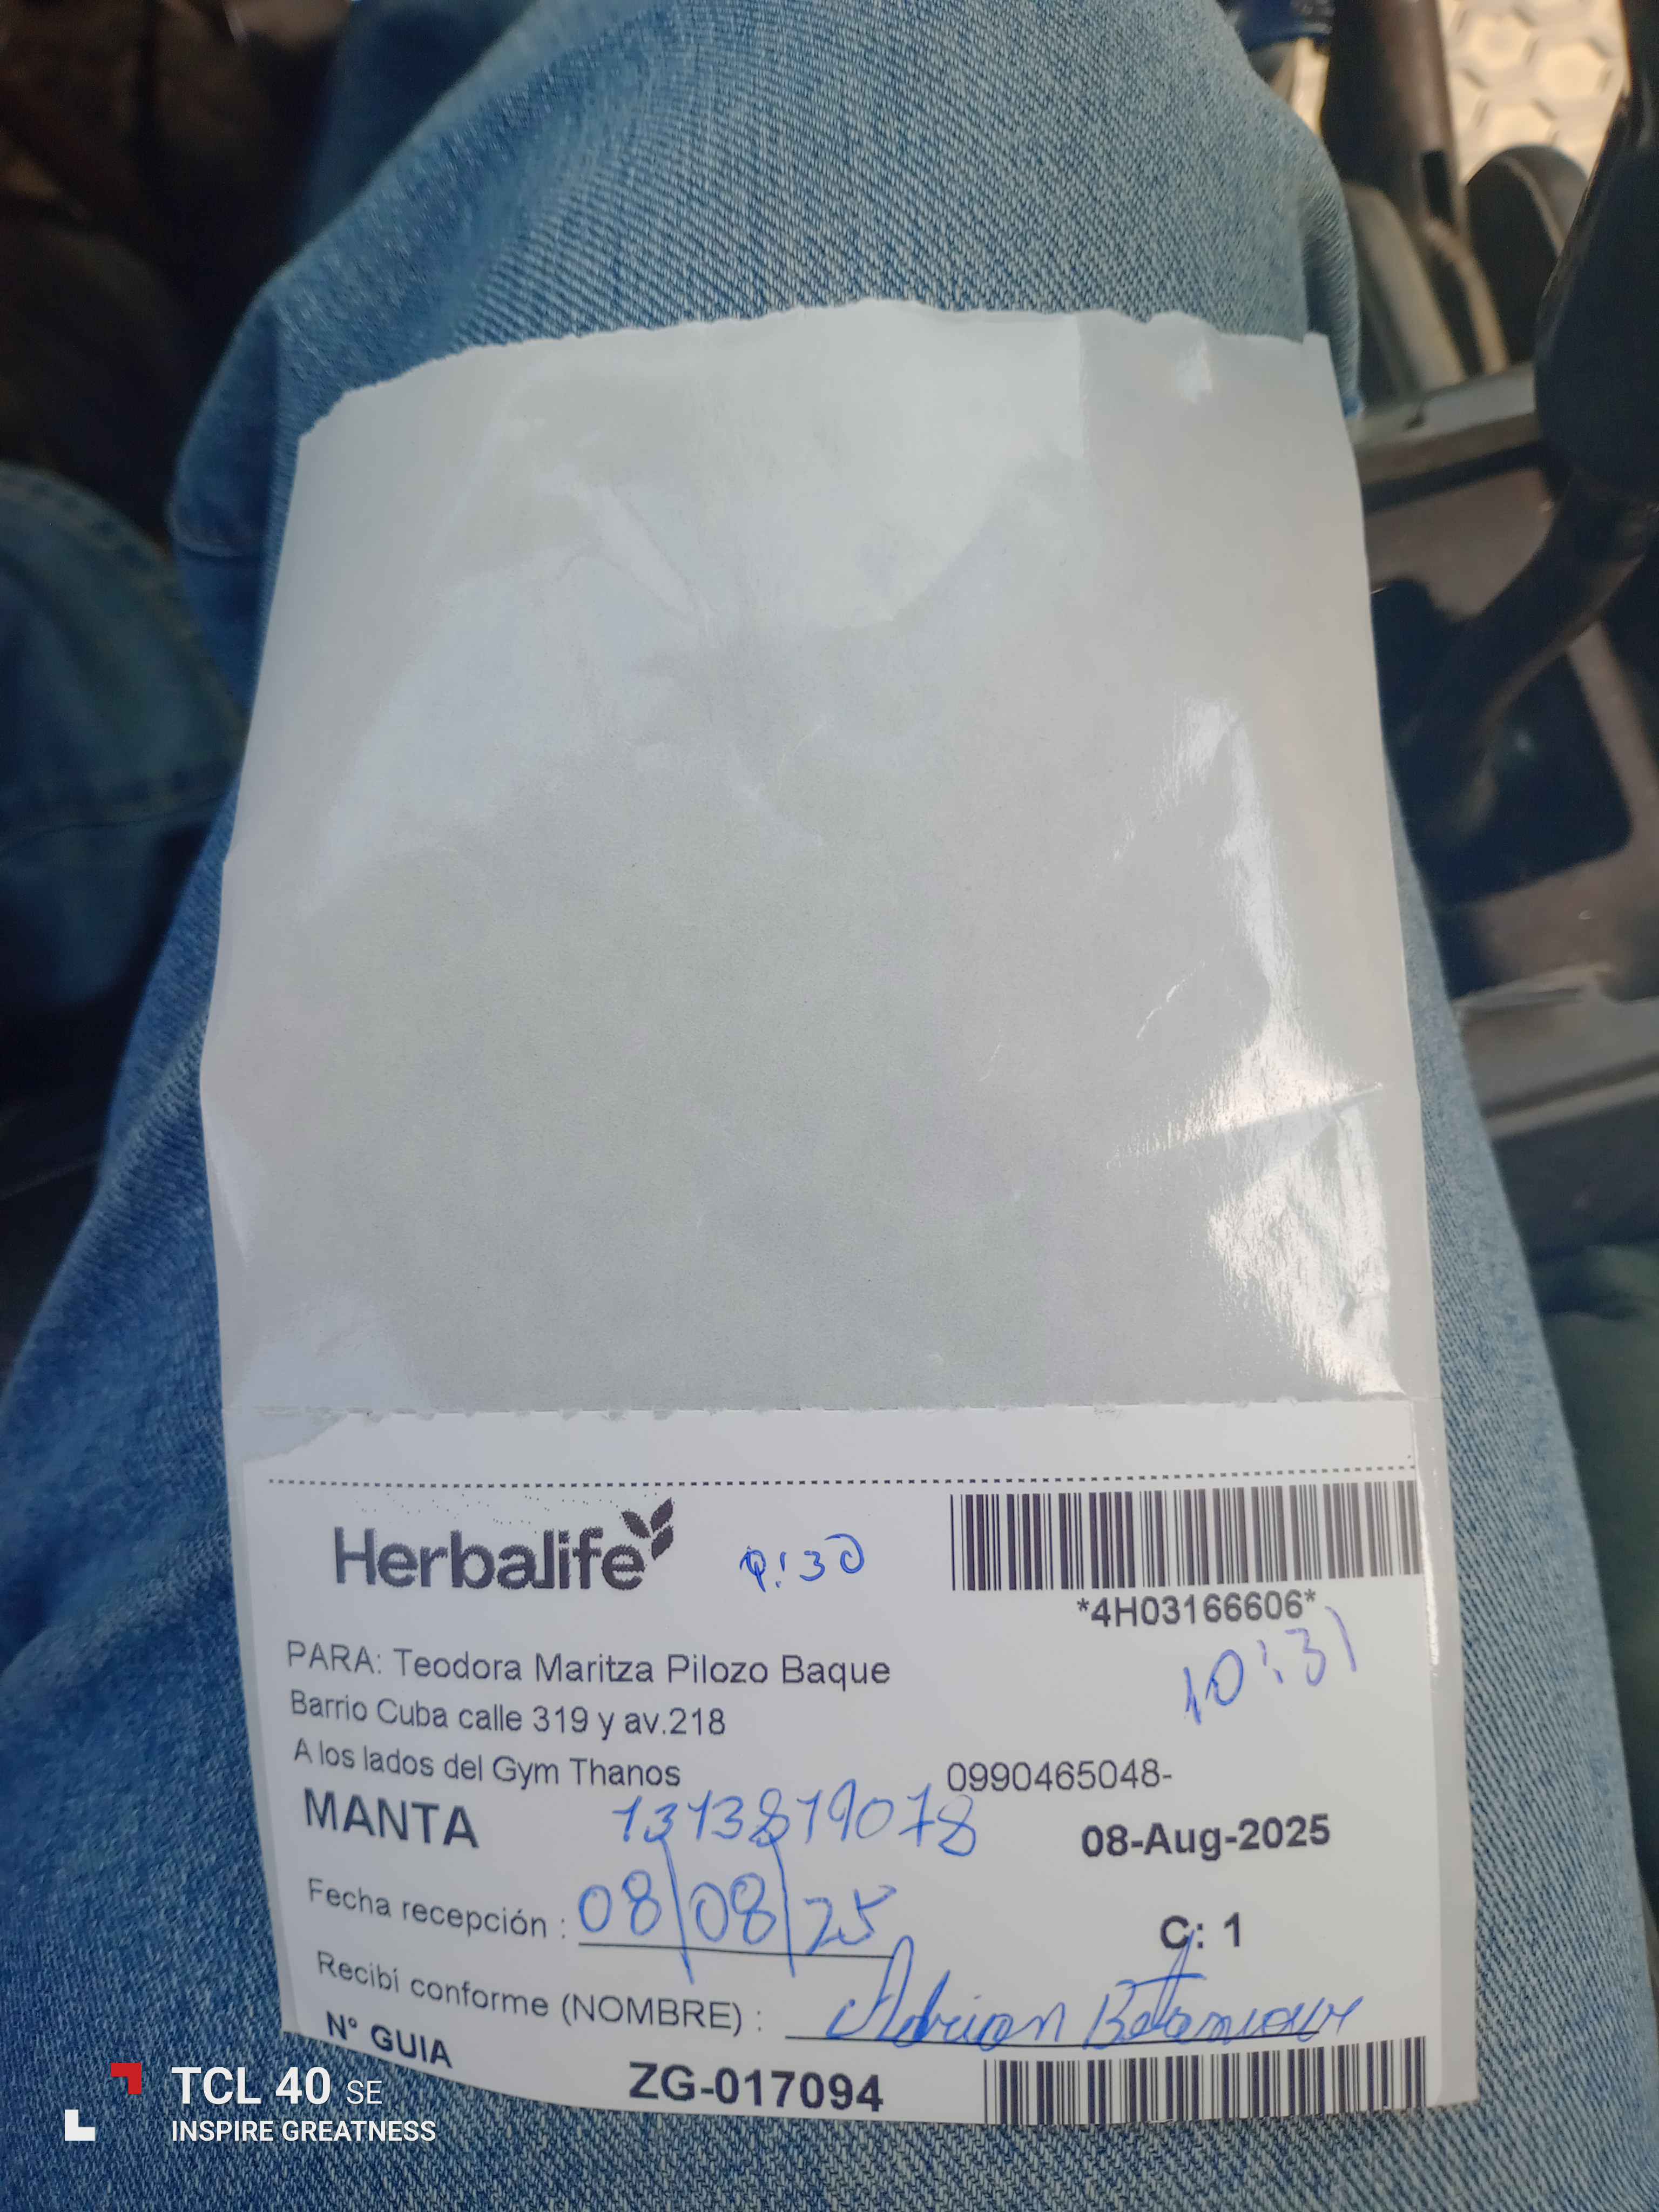 Herbalife
9:30
*4H03166606*
10:31
PARA: Teodora Maritza Pilozo Baque
Barrio Cuba calle 319 y av.218
A los lados del Gym Thanos
0990465048-
MANTA
1313819078
08-Aug-2025
Fecha recepción : 08/08/25
C: 1
Recibí conforme (NOMBRE) : Adrian
N° GUIA
ZG-017094
TCL 40 SE
INSPIRE GREATNESS